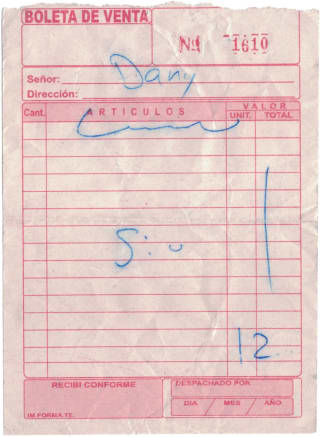 BOLETA DE VENTA
Nº 1610
Señor: Dany
Dirección:
Cant. ARTICULOS VALOR
UNIT. TOTAL
12
RECIBI CONFORME
DESPACHADO POR
DIA / MES / AÑO
IM.FORMA.TE.